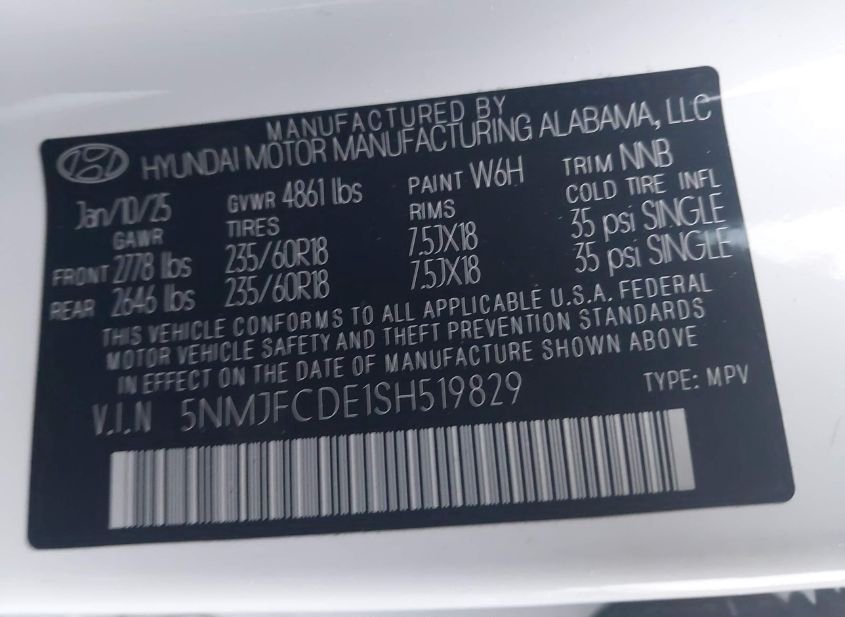 MANUFACTURED BY
HYUNDAI MOTOR MANUFACTURING ALABAMA, LLC
Jan/10/25 GVWR 4861 lbs PAINT W6H TRIM NNB
GAWR TIRES RIMS COLD TIRE INFL
FRONT 2778 lbs 235/60R18 7.5JX18 35 psi SINGLE
REAR 2646 lbs 235/60R18 7.5JX18 35 psi SINGLE
THIS VEHICLE CONFORMS TO ALL APPLICABLE U.S.A. FEDERAL
MOTOR VEHICLE SAFETY AND THEFT PREVENTION STANDARDS
IN EFFECT ON THE DATE OF MANUFACTURE SHOWN ABOVE
V.I.N 5NMJFCDE1SH519829 TYPE: MPV